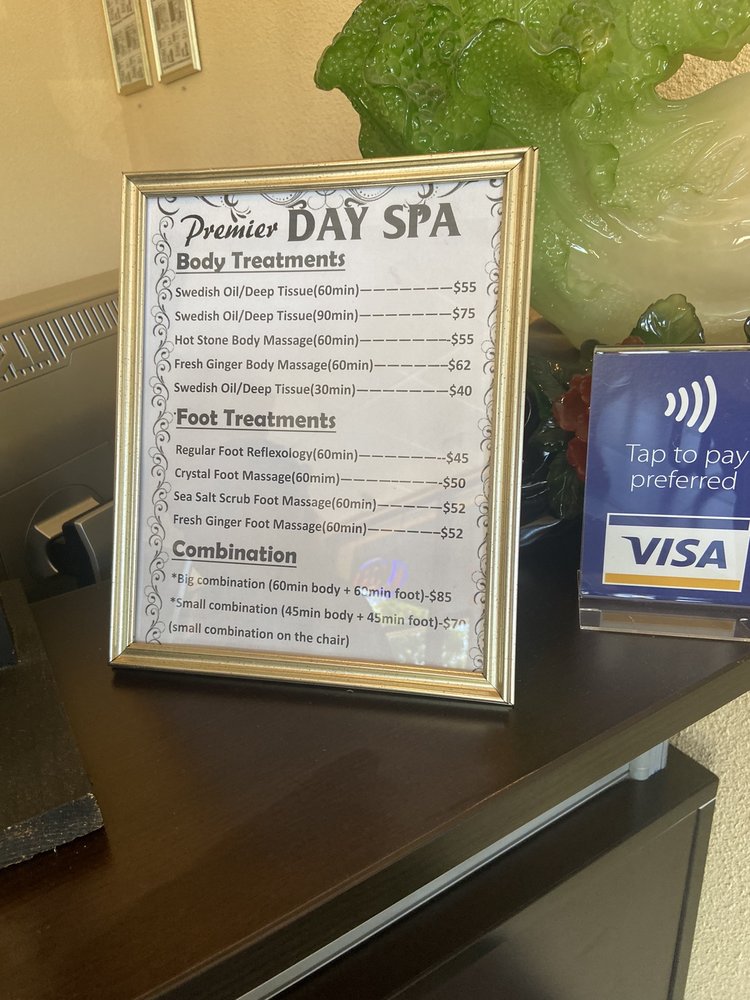 Premier DAY SPA
Body Treatments
Swedish Oil/Deep Tissue(60min)———————$55
Swedish Oil/Deep Tissue(90min)———————$75
Hot Stone Body Massage(60min)———————-$55
Fresh Ginger Body Massage(60min)——————$62
Swedish Oil/Deep Tissue(30min)———————$40
Foot Treatments
Regular Foot Reflexology(60min)——————--$45
Crystal Foot Massage(60min)———————--$50
Sea Salt Scrub Foot Massage(60min)—————$52
Fresh Ginger Foot Massage(60min)—————-$52
Combination
*Big combination (60min body + 60min foot)-$85
*Small combination (45min body + 45min foot)-$70
(small combination on the chair)
Tap to pay
preferred
VISA